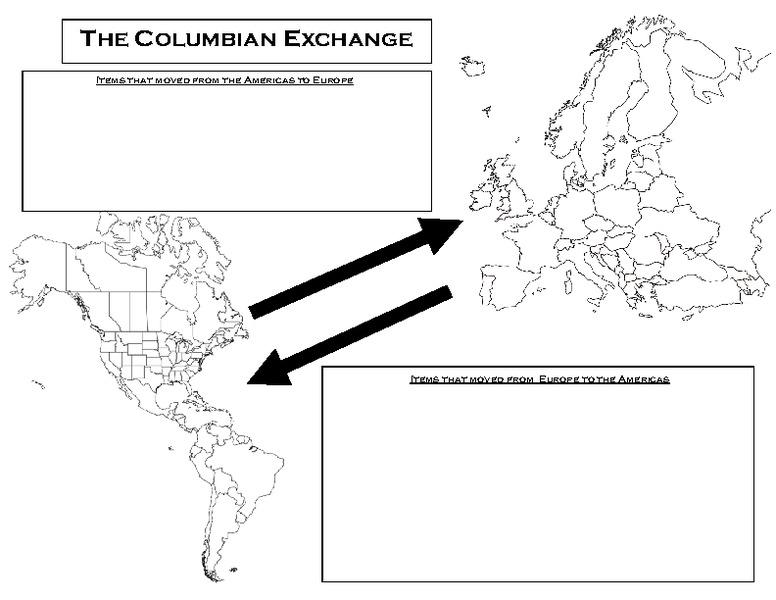 The Columbian Exchange
Items that moved from the Americas to Europe
Items that moved from Europe to the Americas